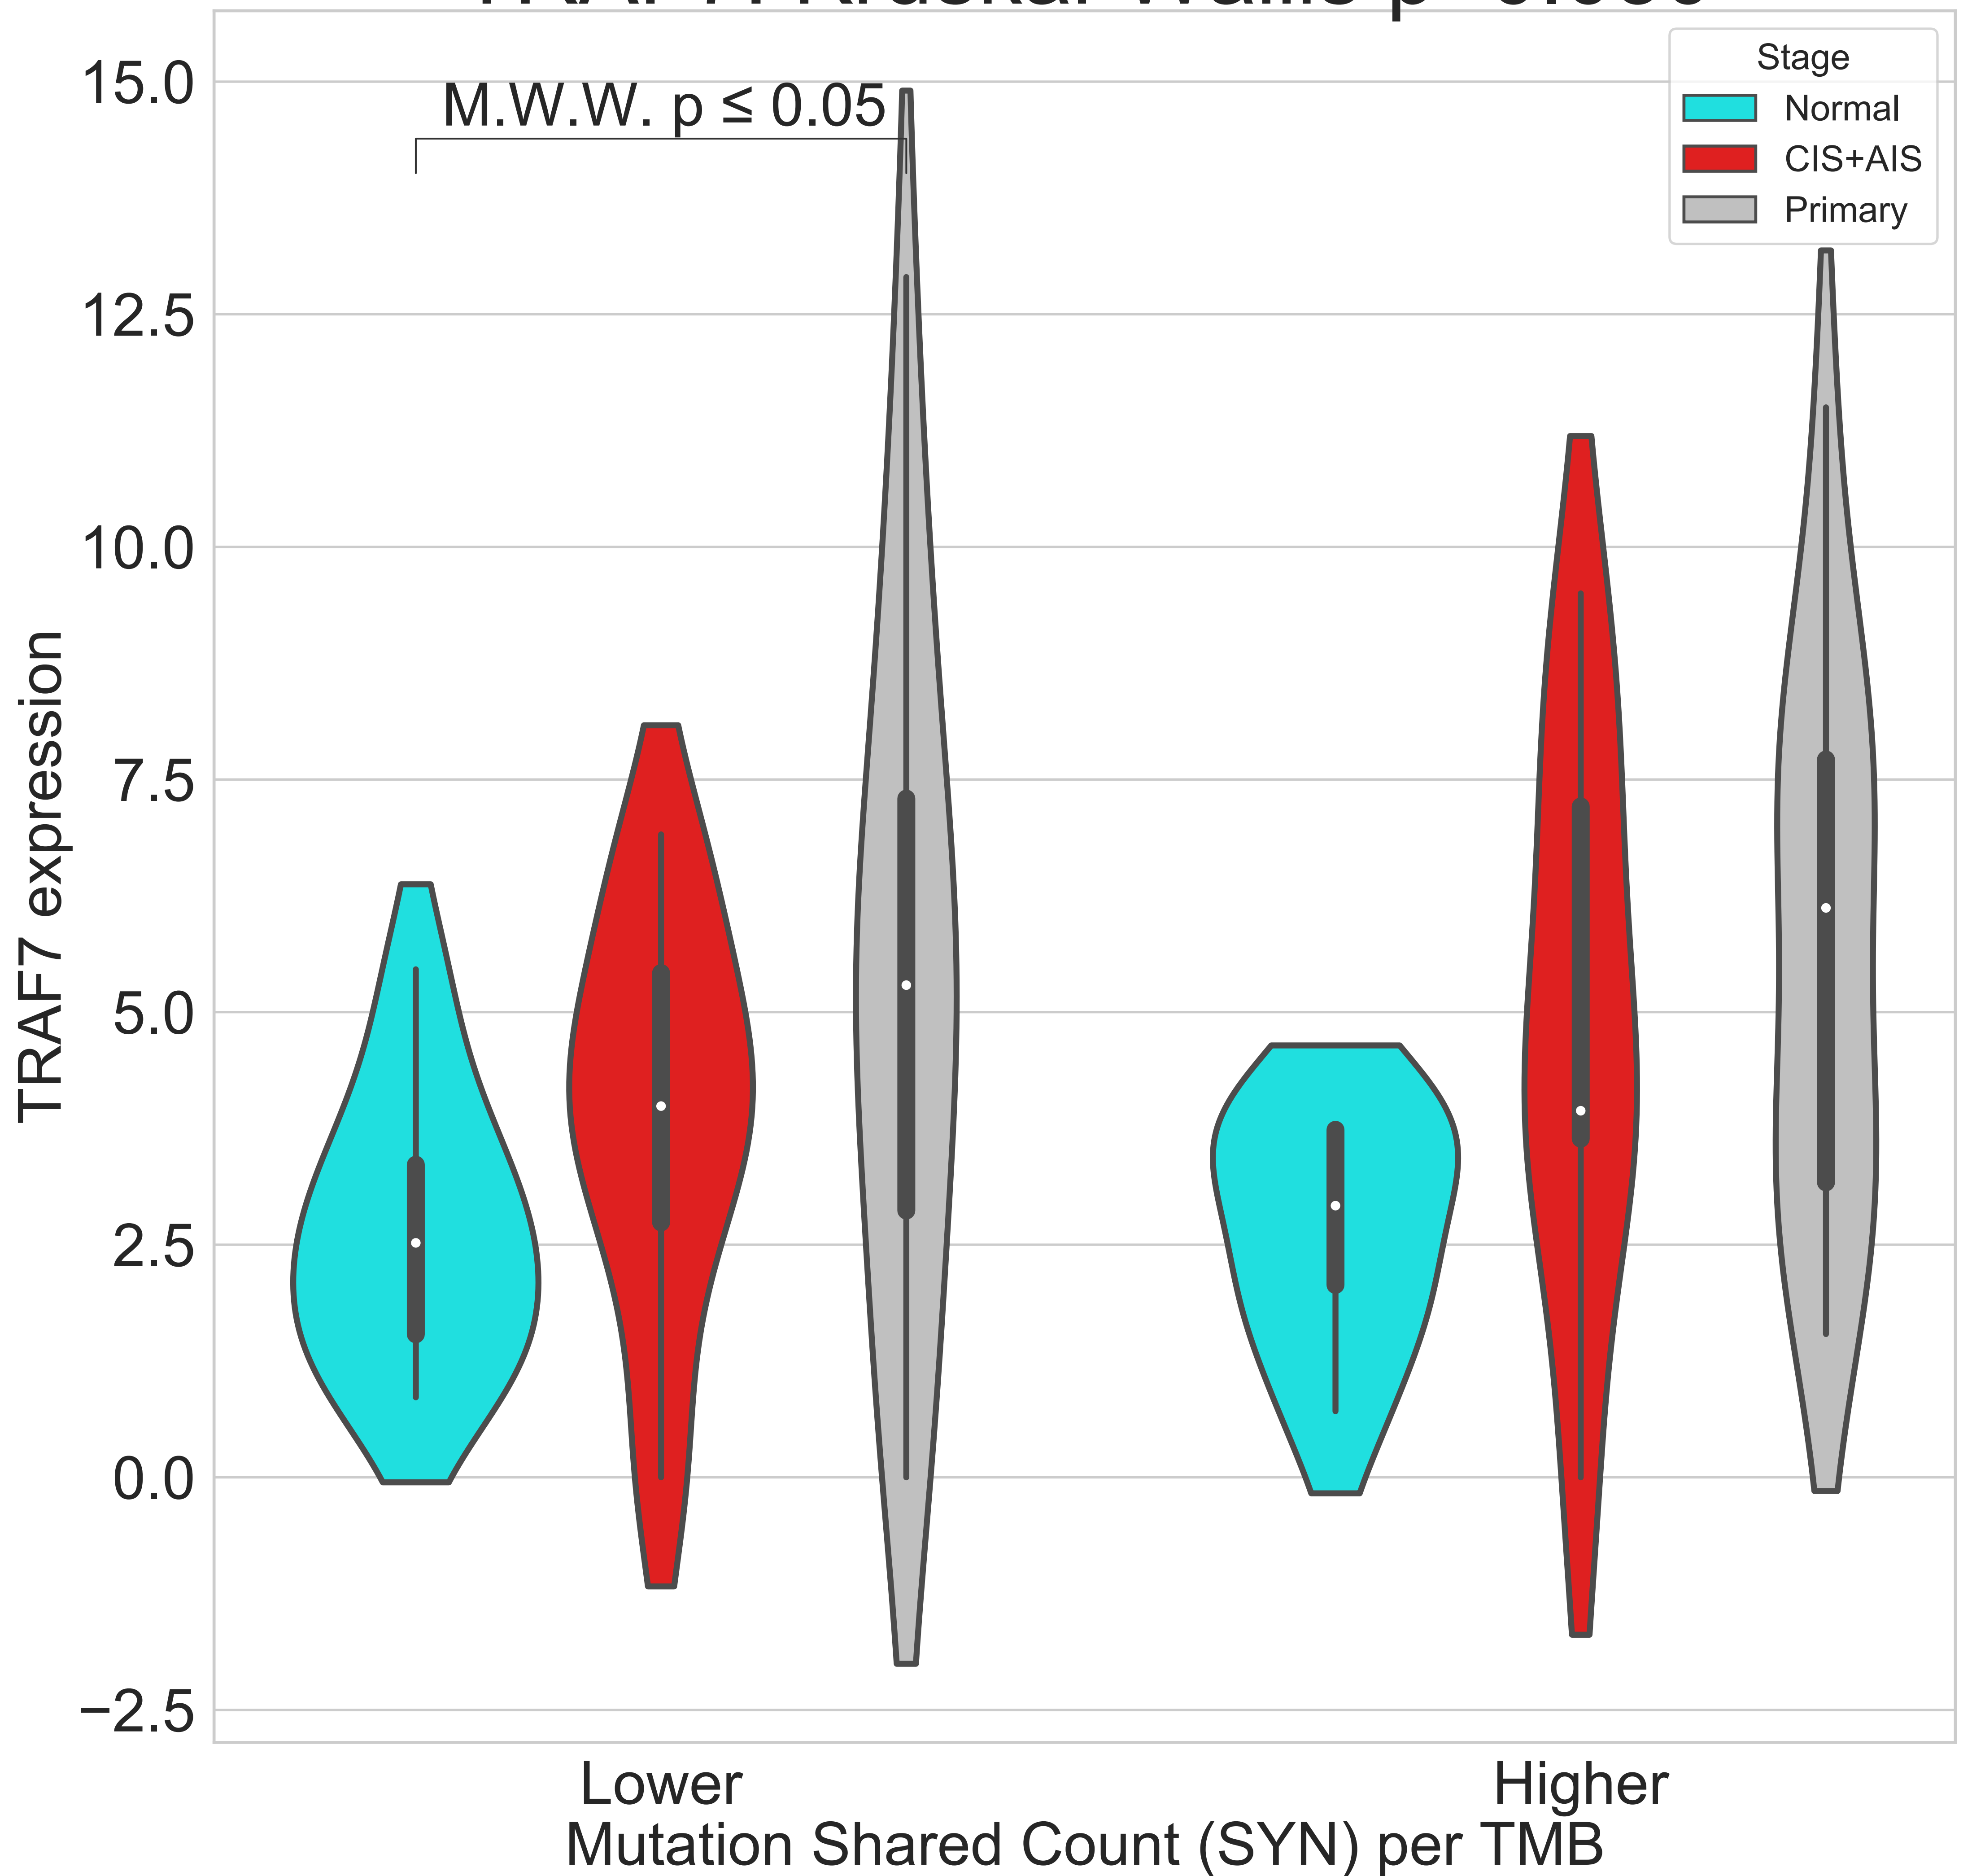 15.0
12.5
10.0
7.5
5.0
2.5
0.0
−2.5
TRAF7 expression
M.W.W. p ≤ 0.05
Stage
Normal
CIS+AIS
Primary
Lower
Higher
Mutation Shared Count (SYN) per TMB